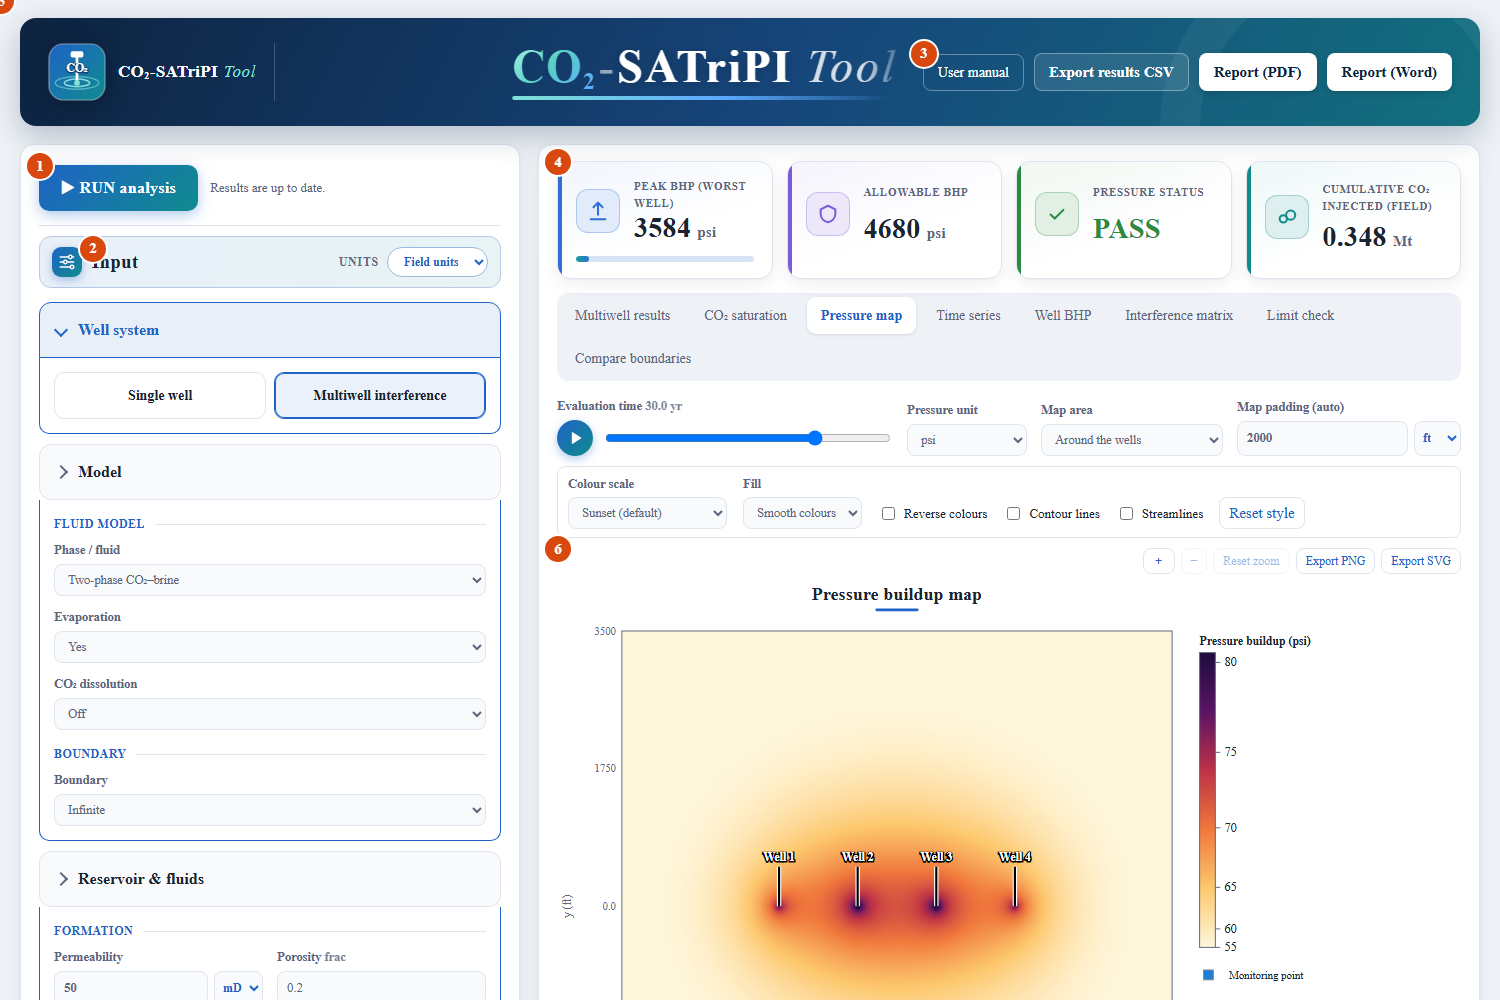 CO₂
CO₂-SATriPI Tool
CO₂-SATriPI Tool
3
User manual
Export results CSV
Report (PDF)
Report (Word)
1
RUN analysis
Results are up to date.
2
Input
UNITS
Field units
Well system
Single well
Multiwell interference
Model
FLUID MODEL
Phase / fluid
Two-phase CO₂–brine
Evaporation
Yes
CO₂ dissolution
Off
BOUNDARY
Boundary
Infinite
Reservoir & fluids
FORMATION
Permeability
Porosity frac
50
mD
0.2
4
PEAK BHP (WORST WELL)
3584 psi
ALLOWABLE BHP
4680 psi
PRESSURE STATUS
PASS
CUMULATIVE CO₂ INJECTED (FIELD)
0.348 Mt
Multiwell results
CO₂ saturation
Pressure map
Time series
Well BHP
Interference matrix
Limit check
Compare boundaries
Evaluation time 30.0 yr
Pressure unit
psi
Map area
Around the wells
Map padding (auto)
2000
ft
Colour scale
Sunset (default)
Fill
Smooth colours
Reverse colours
Contour lines
Streamlines
Reset style
6
+
−
Reset zoom
Export PNG
Export SVG
Pressure buildup map
3500
1750
0.0
y (ft)
Well 1
Well 2
Well 3
Well 4
Pressure buildup (psi)
80
75
70
65
60
55
Monitoring point